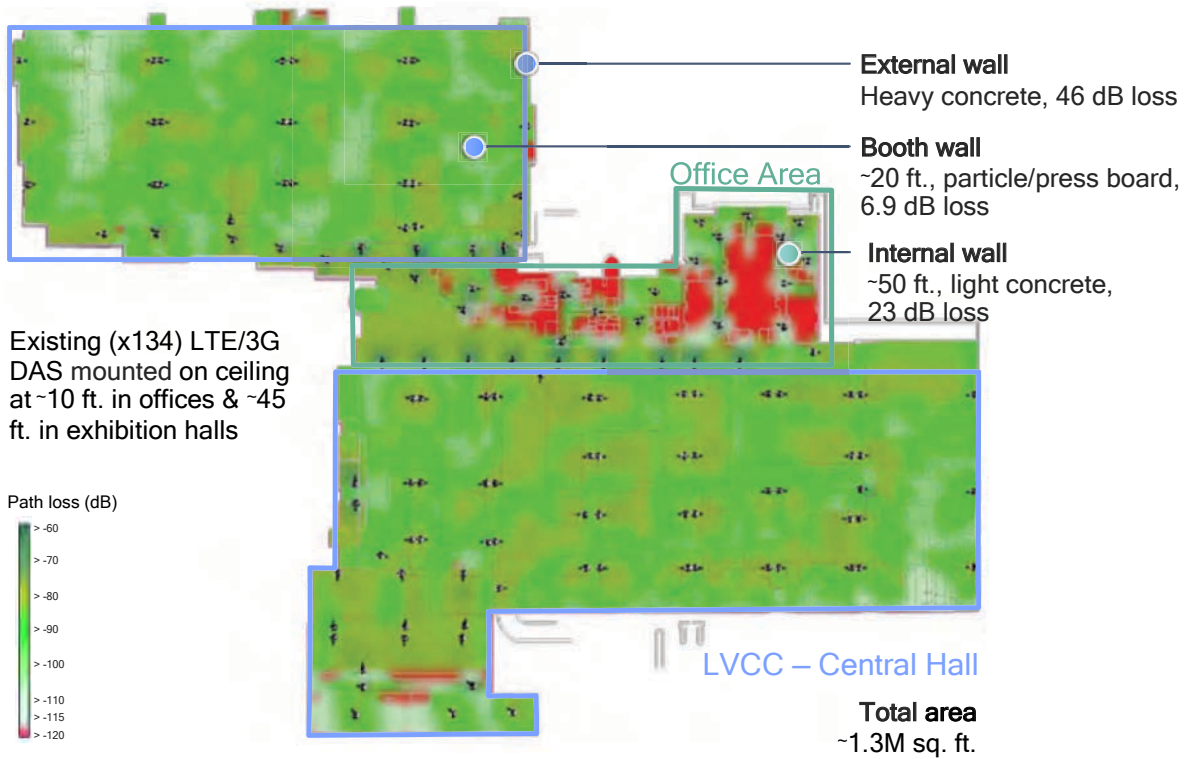 External wall
Heavy concrete, 46 dB loss
Booth wall
~20 ft., particle/press board,
6.9 dB loss
Office Area
Internal wall
~50 ft., light concrete,
23 dB loss
Existing (x134) LTE/3G
DAS mounted on ceiling
at ~10 ft. in offices & ~45
ft. in exhibition halls
Path loss (dB)
> -60
> -70
> -80
> -90
> -100
> -110
> -115
> -120
LVCC – Central Hall
Total area
~1.3M sq. ft.